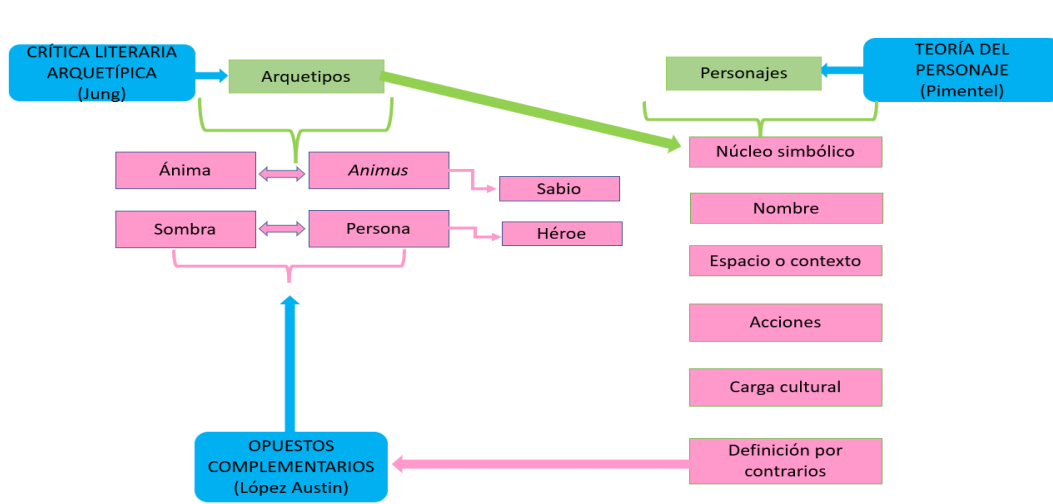 CRÍTICA LITERARIA
ARQUETÍPICA
(Jung)
Arquetipos
Personajes
TEORÍA DEL
PERSONAJE
(Pimentel)
Ánima
Animus
Sabio
Sombra
Persona
Héroe
Núcleo simbólico
Nombre
Espacio o contexto
Acciones
Carga cultural
Definición por
contrarios
OPUESTOS
COMPLEMENTARIOS
(López Austin)